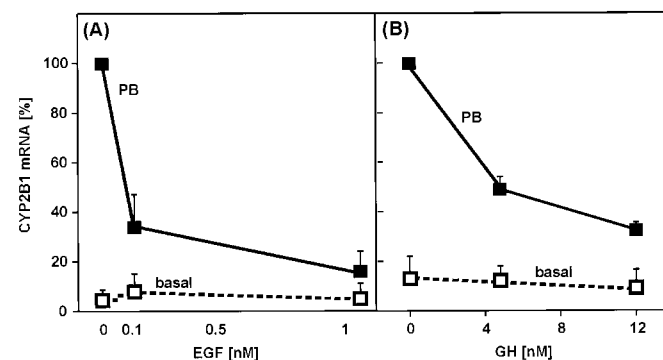 (A)
(B)
100
80
60
40
20
0
CYP2B1 mRNA [%]
PB
PB
basal
basal
0 0.1 0.5 1
0 4 8 12
EGF [nM]
GH [nM]